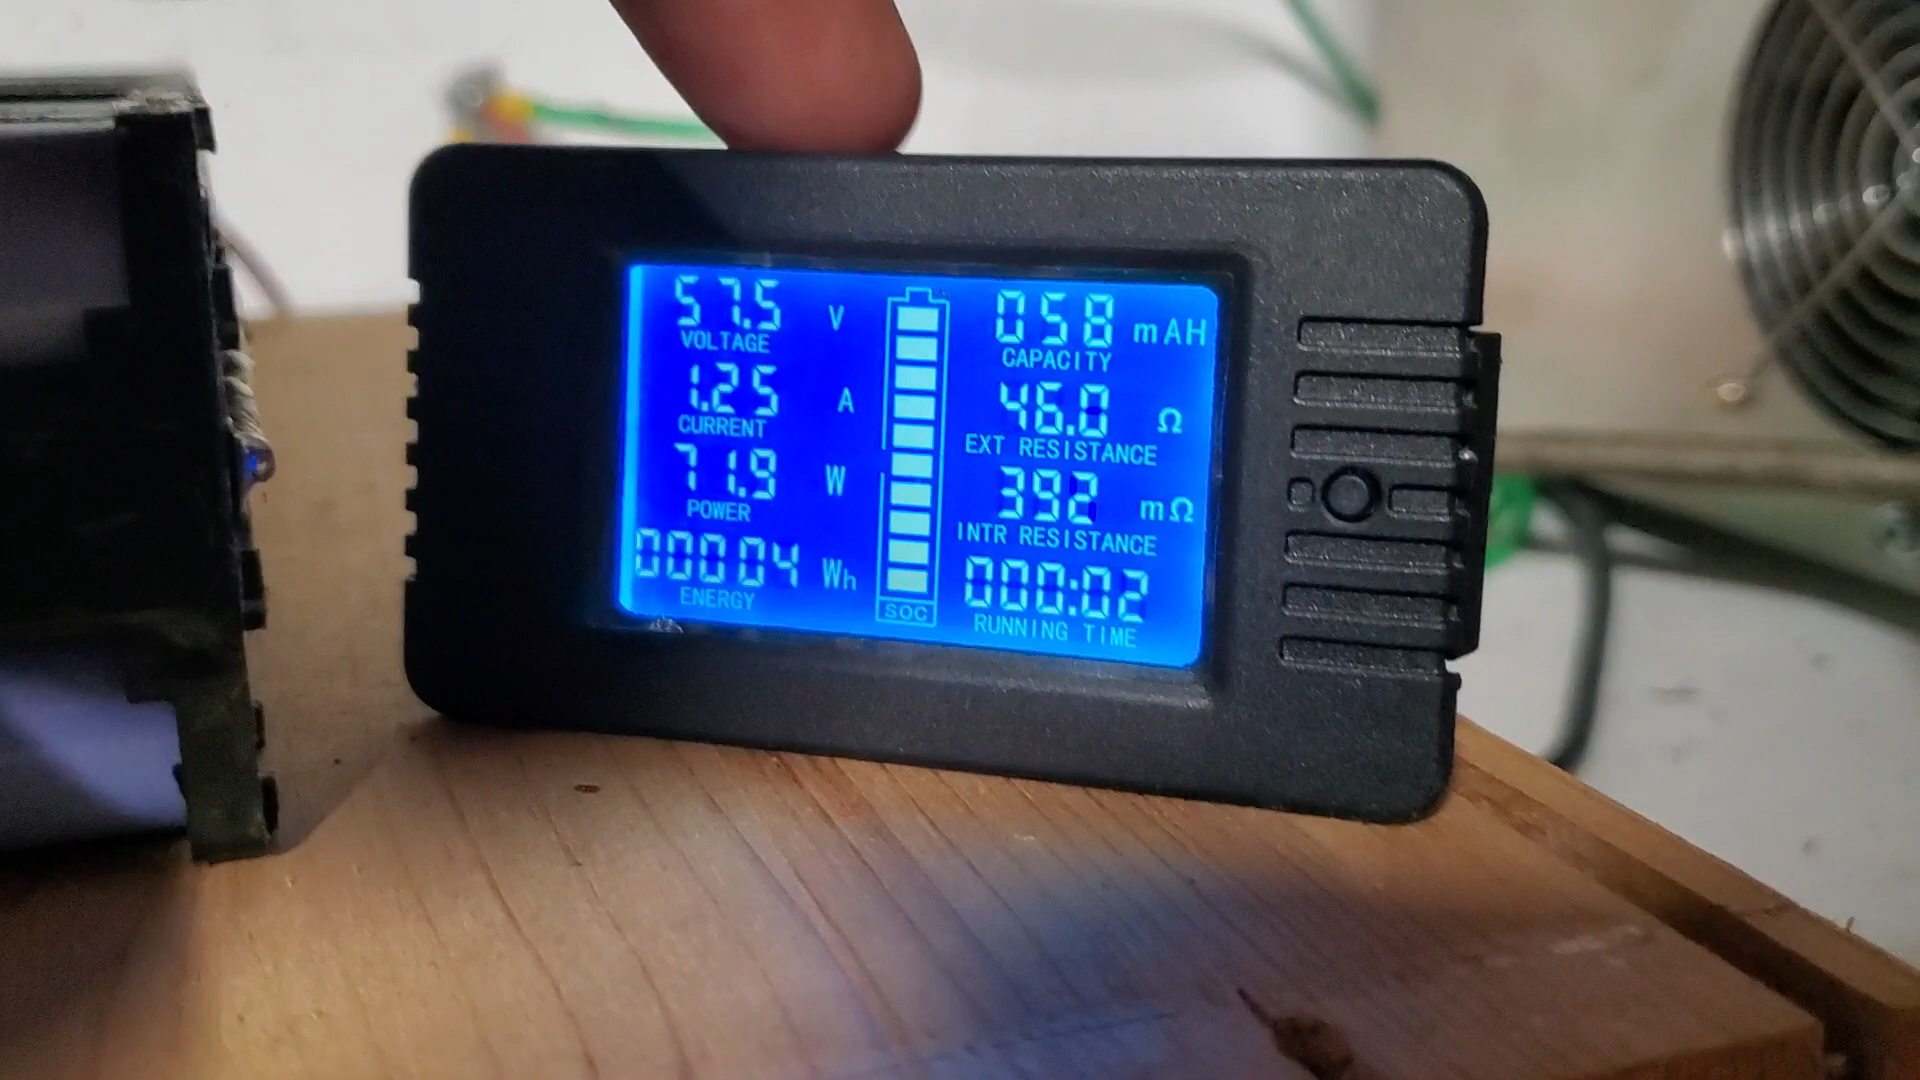 57.5 V
VOLTAGE
1.25 A
CURRENT
71.9 W
POWER
00004 Wh
ENERGY
SOC
058 mAH
CAPACITY
46.0 Ω
EXT RESISTANCE
392 mΩ
INTR RESISTANCE
000:02
RUNNING TIME